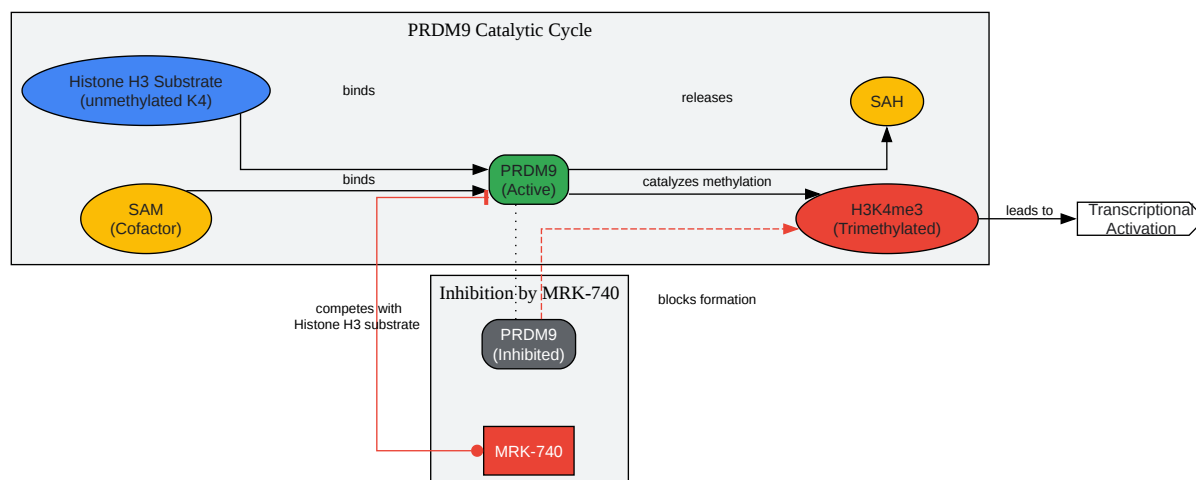 PRDM9 Catalytic Cycle
Histone H3 Substrate
(unmethylated K4)
binds
releases
SAH
PRDM9
(Active)
binds
catalyzes methylation
SAM
(Cofactor)
H3K4me3
(Trimethylated)
leads to
Transcriptional
Activation
Inhibition by MRK-740
competes with
Histone H3 substrate
blocks formation
PRDM9
(Inhibited)
MRK-740